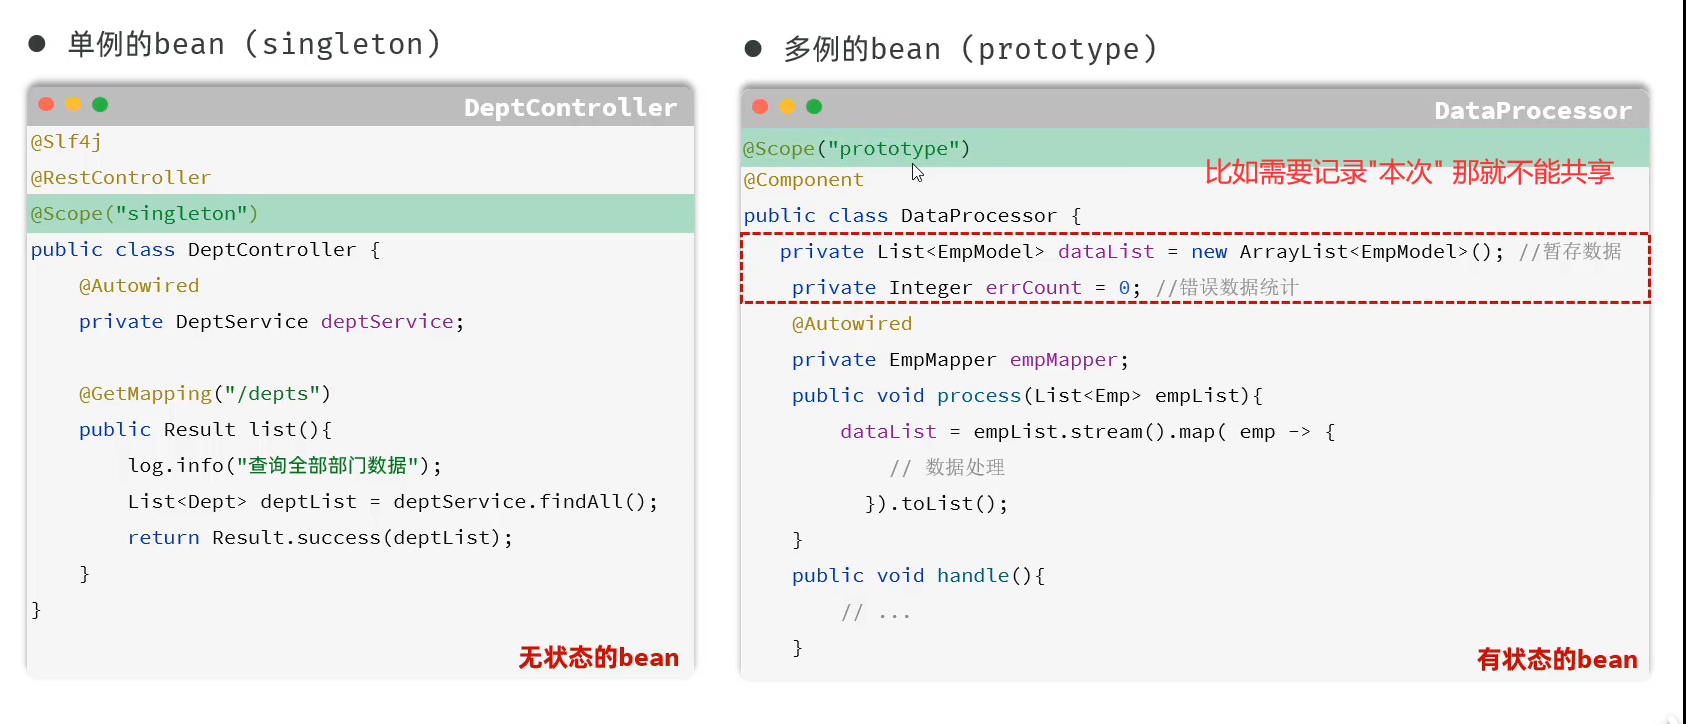 ● 单例的bean（singleton）
DeptController
@Slf4j
@RestController
@Scope("singleton")
public class DeptController {
@Autowired
private DeptService deptService;
@GetMapping("/depts")
public Result list(){
log.info("查询全部部门数据");
List<Dept> deptList = deptService.findAll();
return Result.success(deptList);
}
}
无状态的bean
● 多例的bean（prototype）
DataProcessor
@Scope("prototype")
比如需要记录"本次" 那就不能共享
@Component
public class DataProcessor {
private List<EmpModel> dataList = new ArrayList<EmpModel>(); //暂存数据
private Integer errCount = 0; //错误数据统计
@Autowired
private EmpMapper empMapper;
public void process(List<Emp> empList){
dataList = empList.stream().map( emp -> {
// 数据处理
}).toList();
}
public void handle(){
// ...
}
有状态的bean